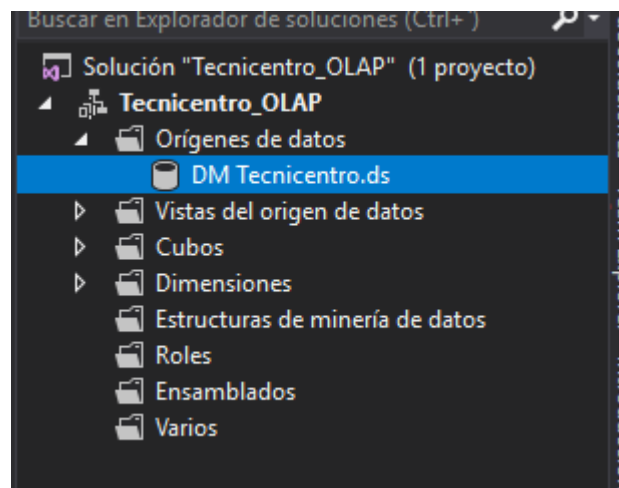 Buscar en Explorador de soluciones (Ctrl+´)
Solución "Tecnicentro_OLAP" (1 proyecto)
Tecnicentro_OLAP
Orígenes de datos
DM Tecnicentro.ds
Vistas del origen de datos
Cubos
Dimensiones
Estructuras de minería de datos
Roles
Ensamblados
Varios